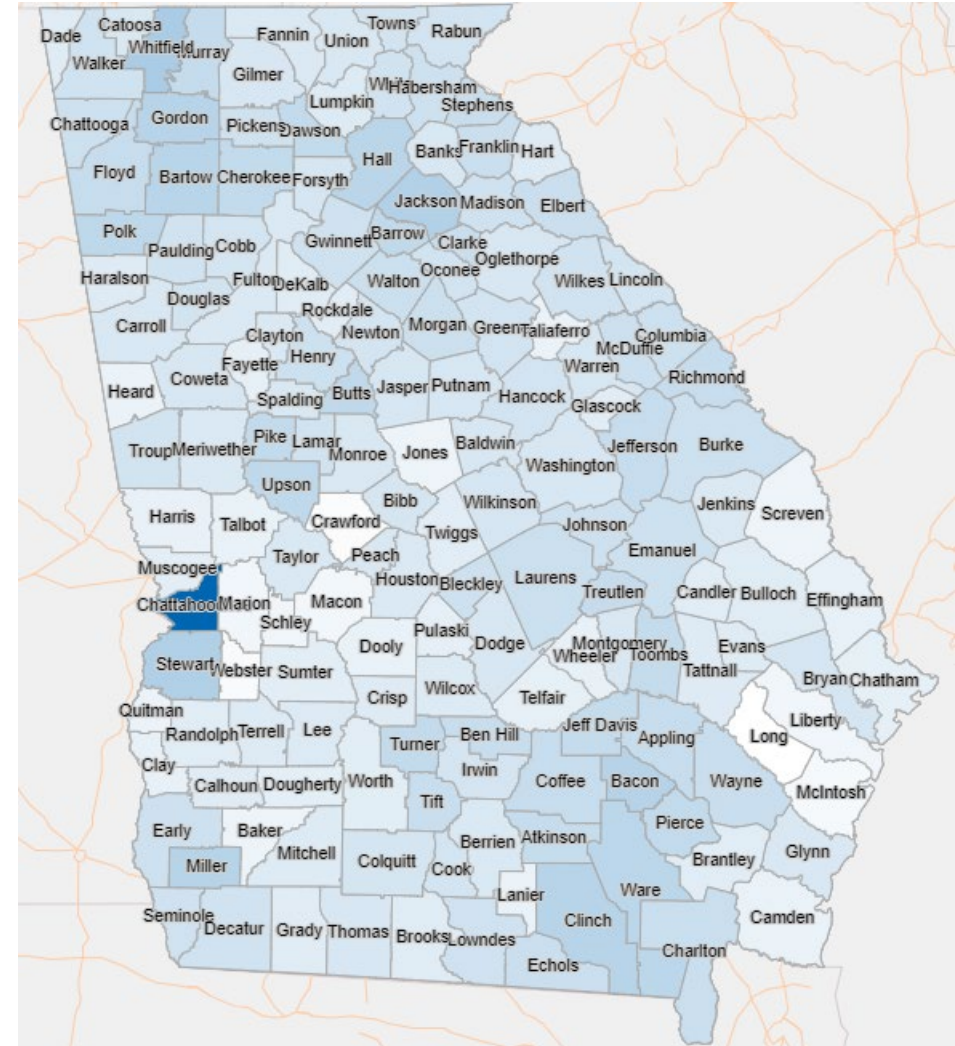 Dade
Catoosa
Whitfield
Murray
Fannin
Union
Towns
Rabun
Walker
Gilmer
White
Habersham
Lumpkin
Stephens
Chattooga
Gordon
Pickens
Dawson
Floyd
Bartow
Cherokee
Forsyth
Hall
Banks
Franklin
Hart
Jackson
Madison
Elbert
Polk
Paulding
Cobb
Gwinnett
Barrow
Clarke
Oconee
Oglethorpe
Haralson
Fulton
DeKalb
Walton
Wilkes
Lincoln
Douglas
Rockdale
Carroll
Clayton
Newton
Morgan
Green
Taliaferro
Columbia
McDuffie
Fayette
Henry
Warren
Richmond
Heard
Coweta
Spalding
Butts
Jasper
Putnam
Hancock
Glascock
Troup
Meriwether
Pike
Lamar
Monroe
Jones
Baldwin
Jefferson
Burke
Washington
Upson
Bibb
Wilkinson
Jenkins
Screven
Harris
Talbot
Crawford
Twiggs
Johnson
Emanuel
Muscogee
Taylor
Peach
Houston
Bleckley
Laurens
Treutlen
Candler
Bulloch
Effingham
Chattahoo
Marion
Macon
Schley
Pulaski
Dooly
Dodge
Montgomery
Wheeler
Toombs
Evans
Tattnall
Stewart
Webster
Sumter
Crisp
Wilcox
Telfair
Bryan
Chatham
Quitman
Randolph
Terrell
Lee
Turner
Ben Hill
Jeff Davis
Appling
Long
Liberty
Clay
Calhoun
Dougherty
Worth
Irwin
Coffee
Bacon
Wayne
McIntosh
Tift
Early
Baker
Mitchell
Berrien
Atkinson
Pierce
Brantley
Glynn
Miller
Colquitt
Cook
Lanier
Ware
Seminole
Decatur
Grady
Thomas
Brooks
Lowndes
Clinch
Camden
Echols
Charlton